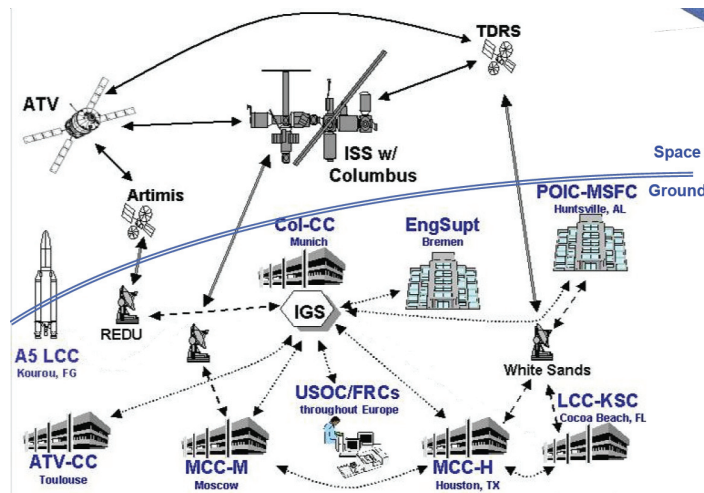 TDRS
ATV
ISS w/
Columbus
Space
Ground
Artimis
POIC-MSFC
Huntsville, AL
Col-CC
Munich
EngSupt
Bremen
IGS
REDU
A5 LCC
Kourou, FG
White Sands
USOC/FRCs
throughout Europe
LCC-KSC
Cocoa Beach, FL
ATV-CC
Toulouse
MCC-M
Moscow
MCC-H
Houston, TX